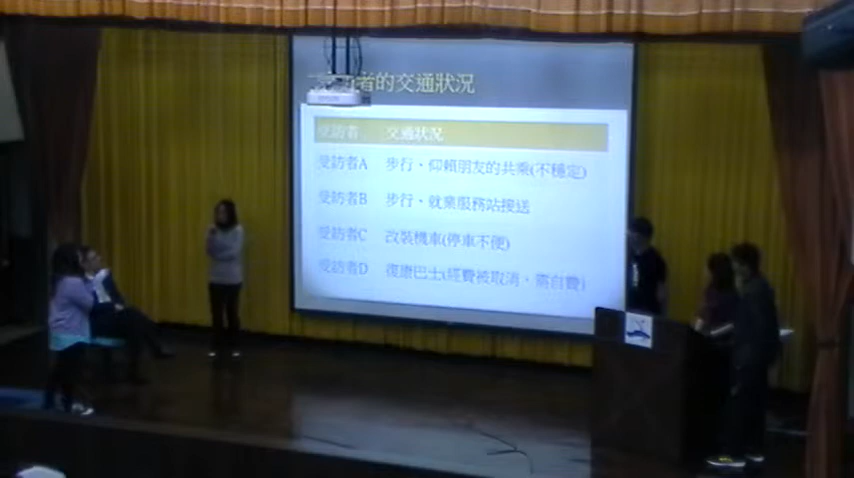 者的交通狀況
受訪者 交通狀況
受訪者A 步行、仰賴朋友的共乘(不穩定)
受訪者B 步行、就業服務站接送
受訪者C 改裝機車(停車不便)
受訪者D 復康巴士(經費被取消，需自費)